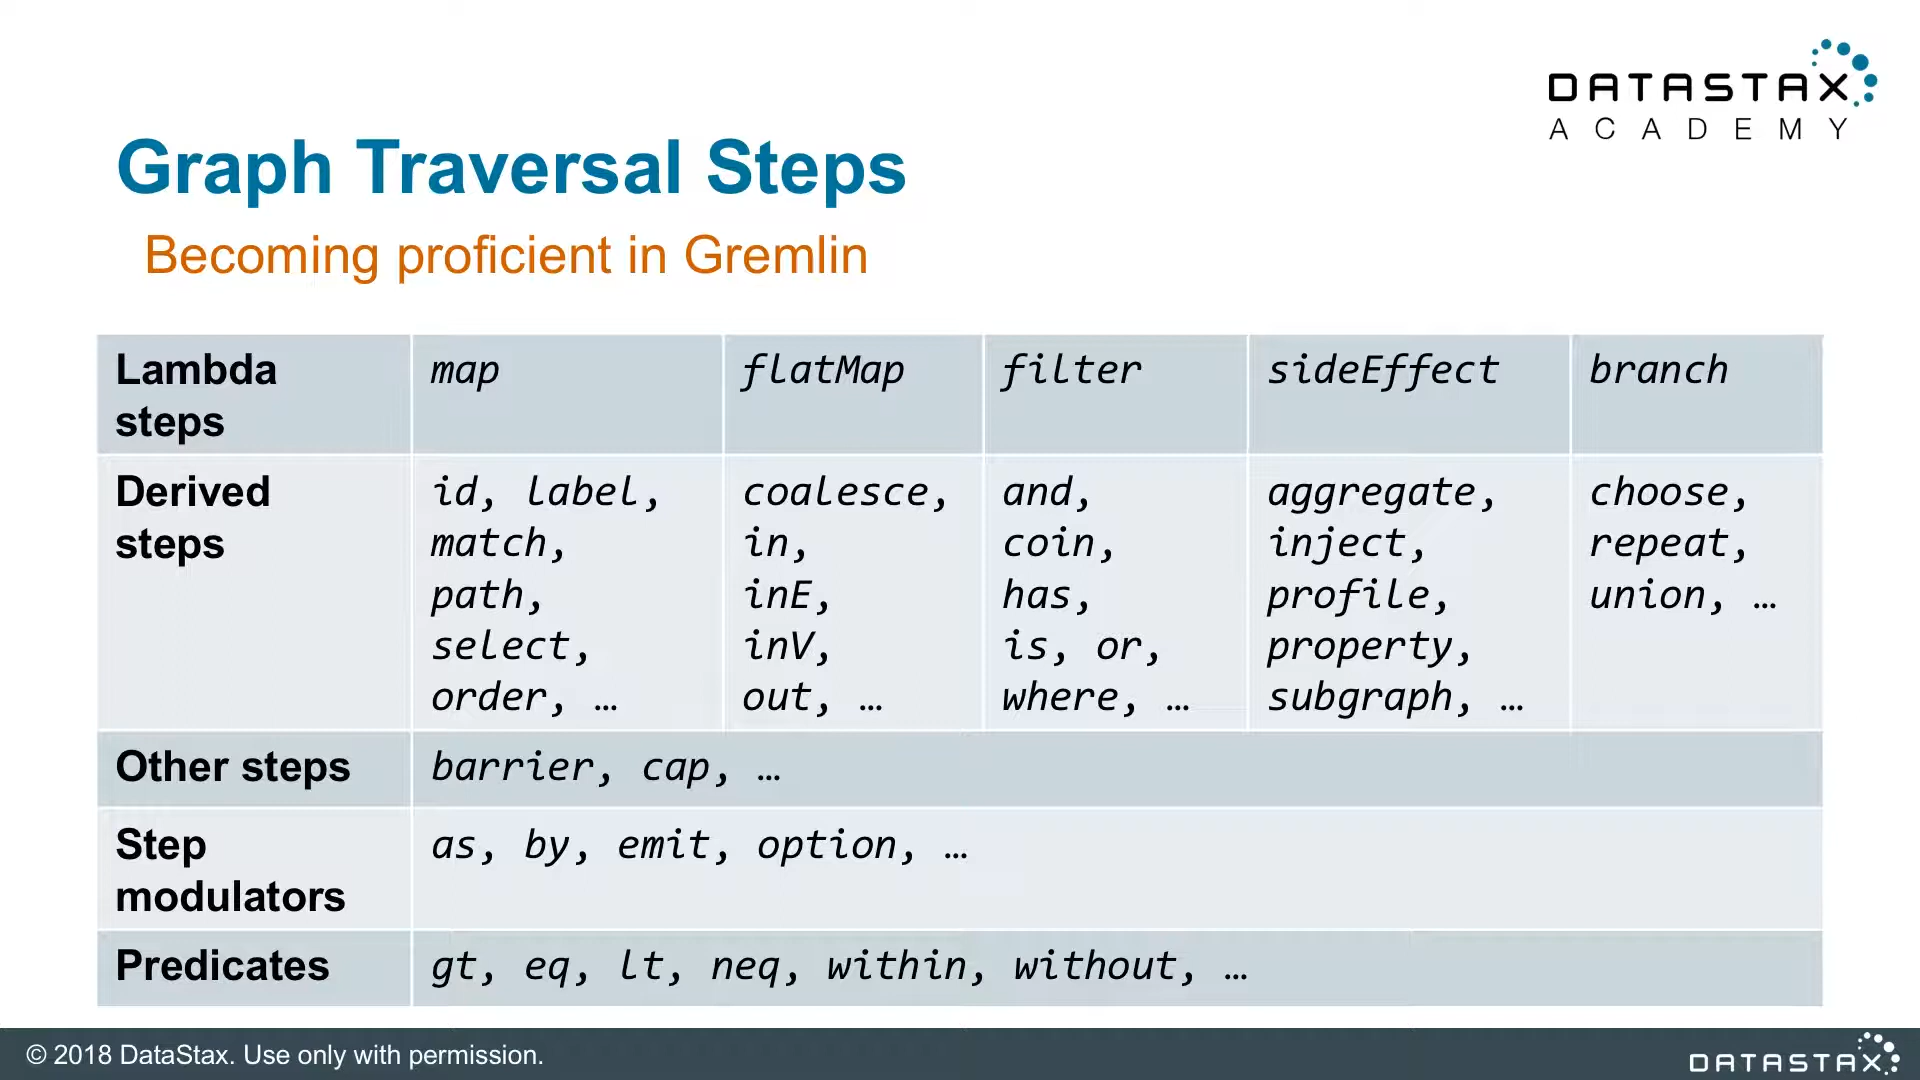 DATASTAX
ACADEMY
Graph Traversal Steps
Becoming proficient in Gremlin
Lambda steps
map
flatMap
filter
sideEffect
branch
Derived steps
id, label,
match,
path,
select,
order, …
coalesce,
in,
inE,
inV,
out, …
and,
coin,
has,
is, or,
where, …
aggregate,
inject,
profile,
property,
subgraph, …
choose,
repeat,
union, …
Other steps
barrier, cap, …
Step modulators
as, by, emit, option, …
Predicates
gt, eq, lt, neq, within, without, …
© 2018 DataStax. Use only with permission.
DATASTAX